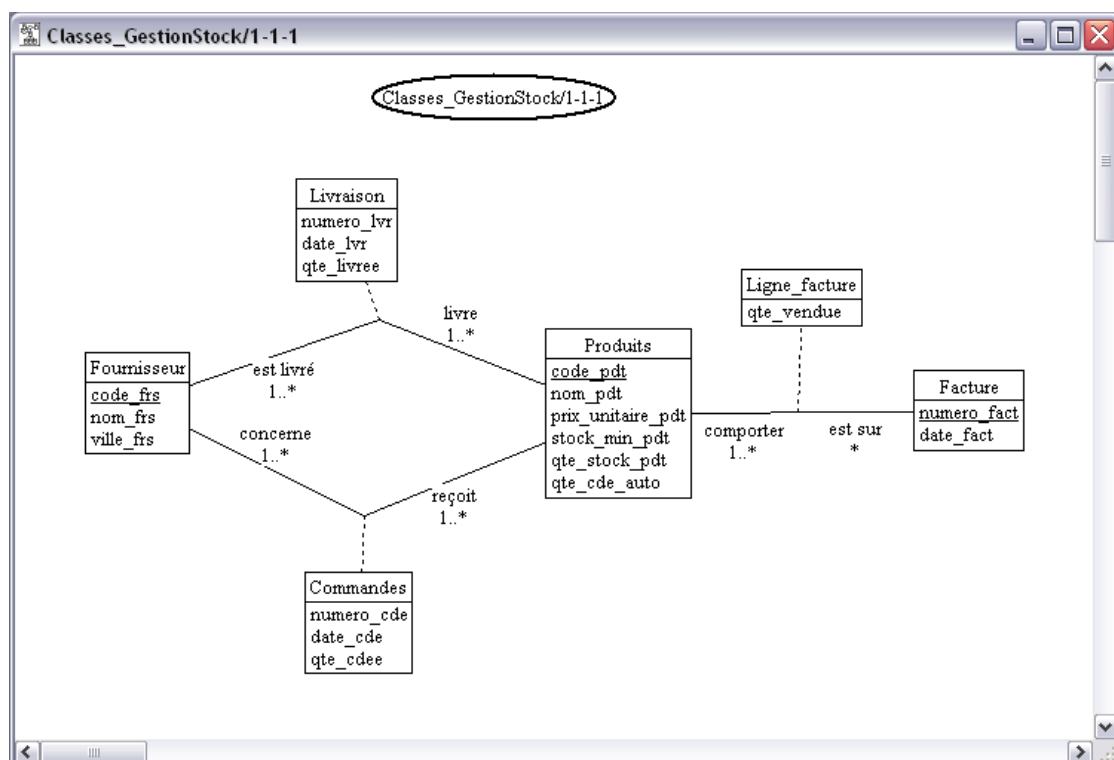 Classes_GestionStock/1-1-1
Classes_GestionStock/1-1-1
Livraison
numero_lvr
date_lvr
qte_livree
livre
1..*
est livré
1..*
Fournisseur
code_frs
nom_frs
ville_frs
concerne
1..*
reçoit
1..*
Commandes
numero_cde
date_cde
qte_cdee
Produits
code_pdt
nom_pdt
prix_unitaire_pdt
stock_min_pdt
qte_stock_pdt
qte_cde_auto
Ligne_facture
qte_vendue
comporter
1..*
est sur
*
Facture
numero_fact
date_fact